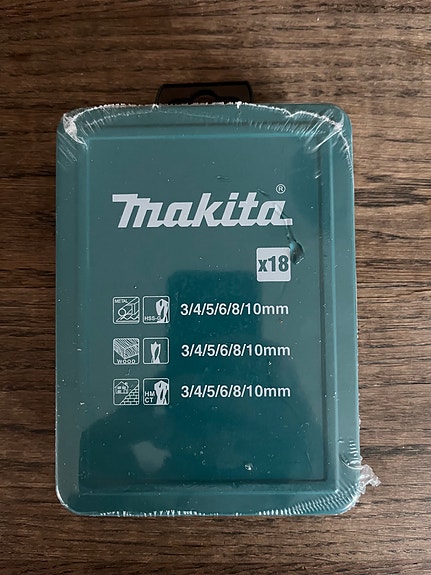 makita®
x18
METAL HSS-G 3/4/5/6/8/10mm
WOOD 3/4/5/6/8/10mm
HM CT 3/4/5/6/8/10mm